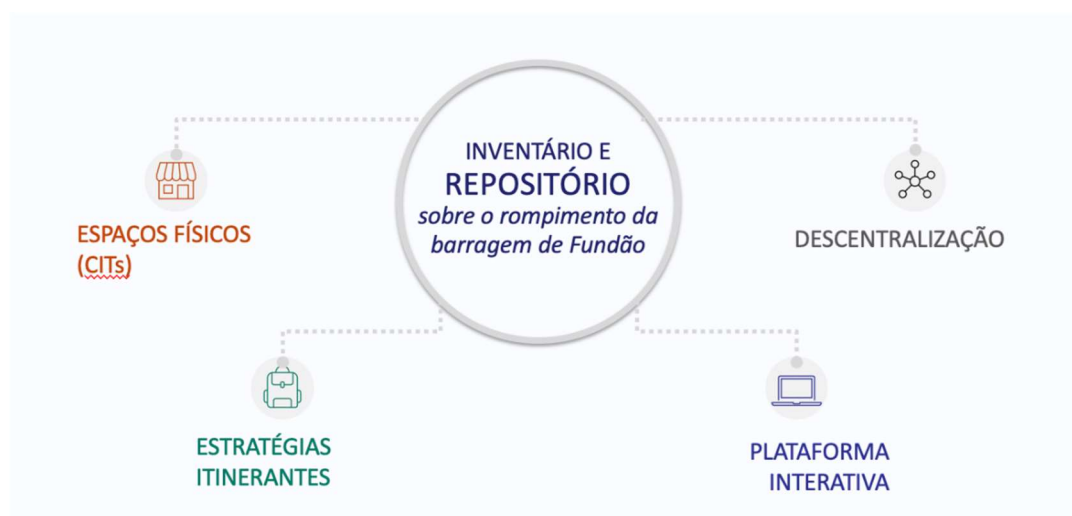 INVENTÁRIO E
REPOSITÓRIO
sobre o rompimento da
barragem de Fundão
ESPAÇOS FÍSICOS
(CITs)
DESCENTRALIZAÇÃO
ESTRATÉGIAS
ITINERANTES
PLATAFORMA
INTERATIVA